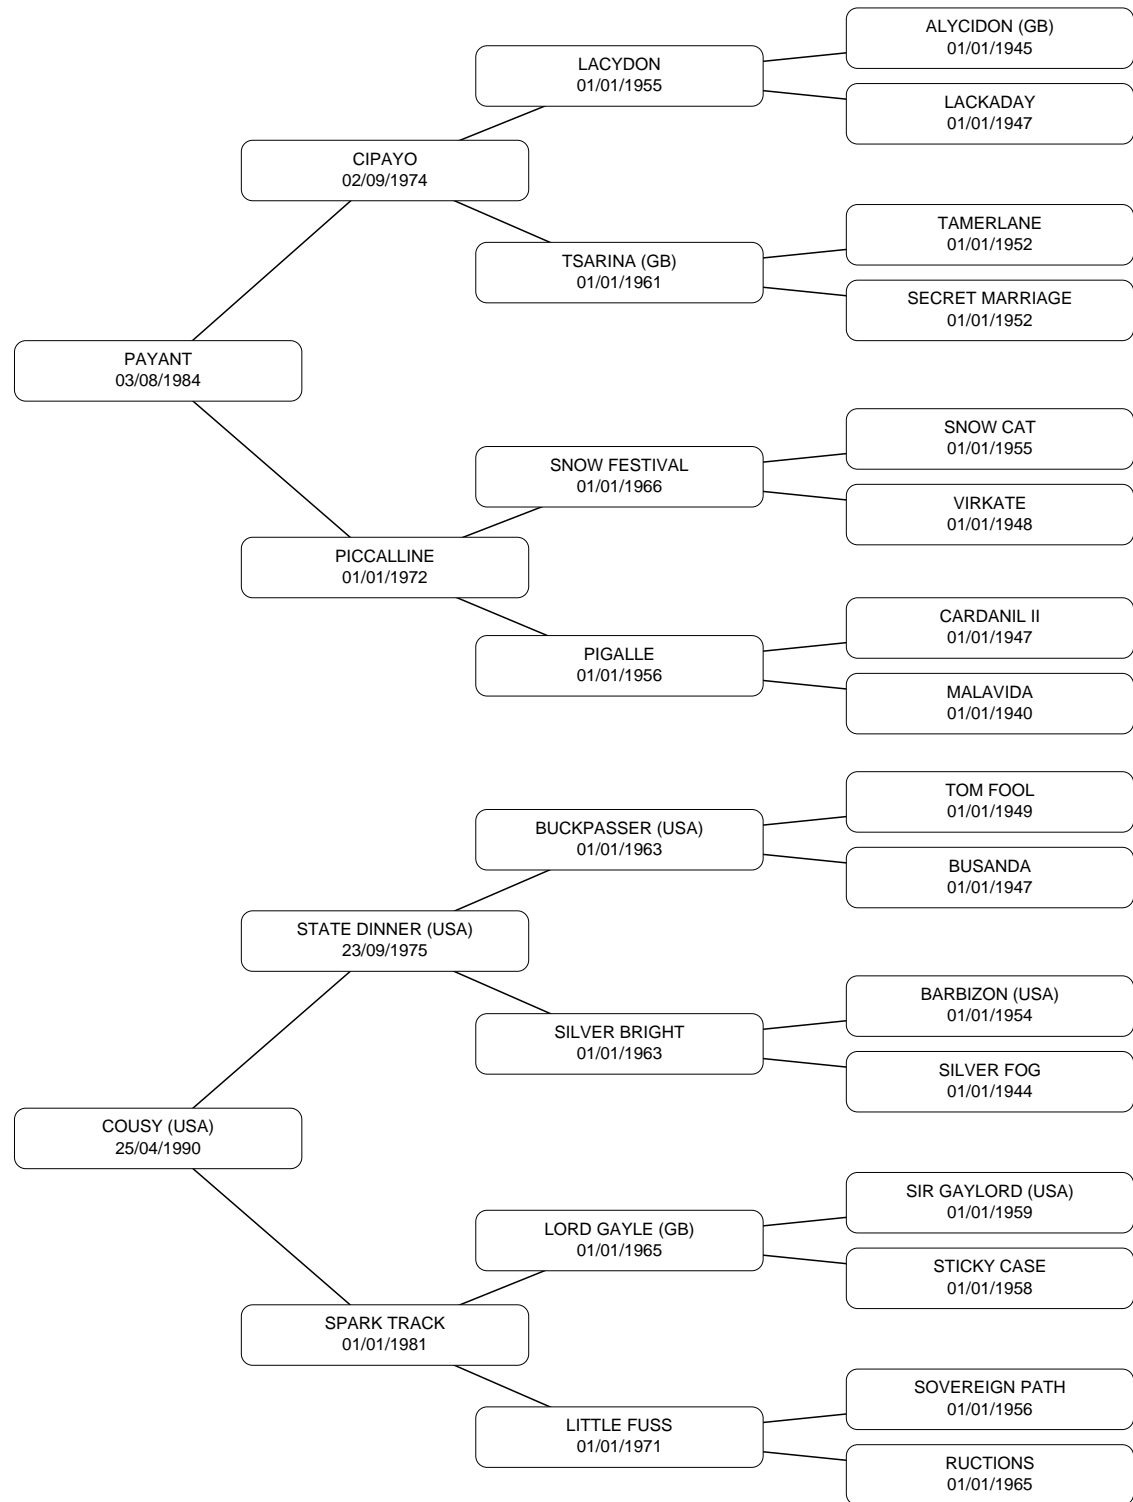 ALYCIDON (GB)
01/01/1945
LACYDON
01/01/1955
LACKADAY
01/01/1947
CIPAYO
02/09/1974
TAMERLANE
01/01/1952
TSARINA (GB)
01/01/1961
SECRET MARRIAGE
01/01/1952
PAYANT
03/08/1984
SNOW CAT
01/01/1955
SNOW FESTIVAL
01/01/1966
VIRKATE
01/01/1948
PICCALLINE
01/01/1972
CARDANIL II
01/01/1947
PIGALLE
01/01/1956
MALAVIDA
01/01/1940
TOM FOOL
01/01/1949
BUCKPASSER (USA)
01/01/1963
BUSANDA
01/01/1947
STATE DINNER (USA)
23/09/1975
BARBIZON (USA)
01/01/1954
SILVER BRIGHT
01/01/1963
SILVER FOG
01/01/1944
COUSY (USA)
25/04/1990
SIR GAYLORD (USA)
01/01/1959
LORD GAYLE (GB)
01/01/1965
STICKY CASE
01/01/1958
SPARK TRACK
01/01/1981
SOVEREIGN PATH
01/01/1956
LITTLE FUSS
01/01/1971
RUCTIONS
01/01/1965